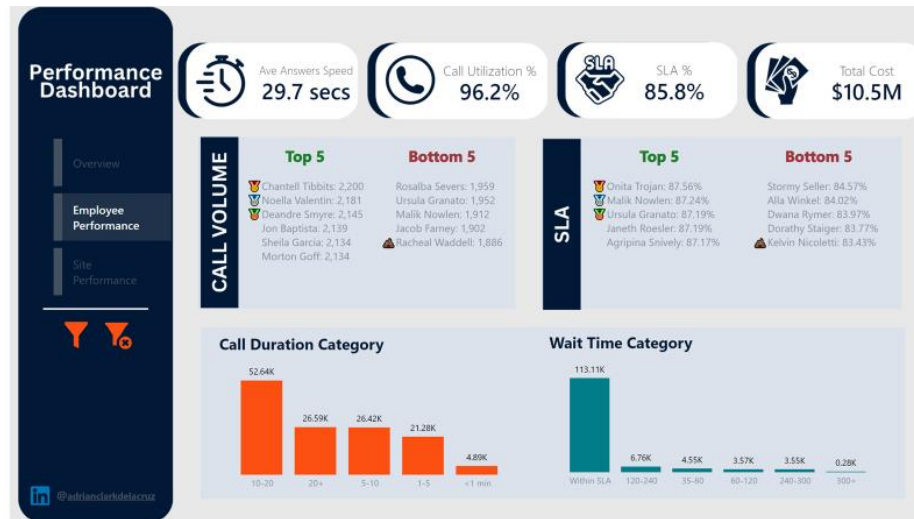 Performance
Dashboard
Overview
Employee
Performance
Site
Performance
@adrianclarkdelacruz
Ave Answers Speed
29.7 secs
Call Utilization %
96.2%
SLA
SLA %
85.8%
Total Cost
$10.5M
CALL VOLUME
Top 5
Chantell Tibbits: 2,200
Noella Valentin: 2,181
Deandre Smyre: 2,145
Jon Baptista: 2,139
Sheila Garcia: 2,134
Morton Goff: 2,134
Bottom 5
Rosalba Severs: 1,959
Ursula Granato: 1,952
Malik Nowlen: 1,912
Jacob Farney: 1,902
Racheal Waddell: 1,886
SLA
Top 5
Onita Trojan: 87.56%
Malik Nowlen: 87.24%
Ursula Granato: 87.19%
Janeth Roesler: 87.19%
Agripina Snively: 87.17%
Bottom 5
Stormy Seller: 84.57%
Alla Winkel: 84.02%
Dwana Rymer: 83.97%
Dorathy Staiger: 83.77%
Kelvin Nicoletti: 83.43%
Call Duration Category
52.64K
26.59K
26.42K
21.28K
4.89K
10-20
20+
5-10
1-5
<1 min
Wait Time Category
113.11K
6.76K
4.55K
3.57K
3.55K
0.28K
Within SLA
120-240
35-60
60-120
240-300
300+